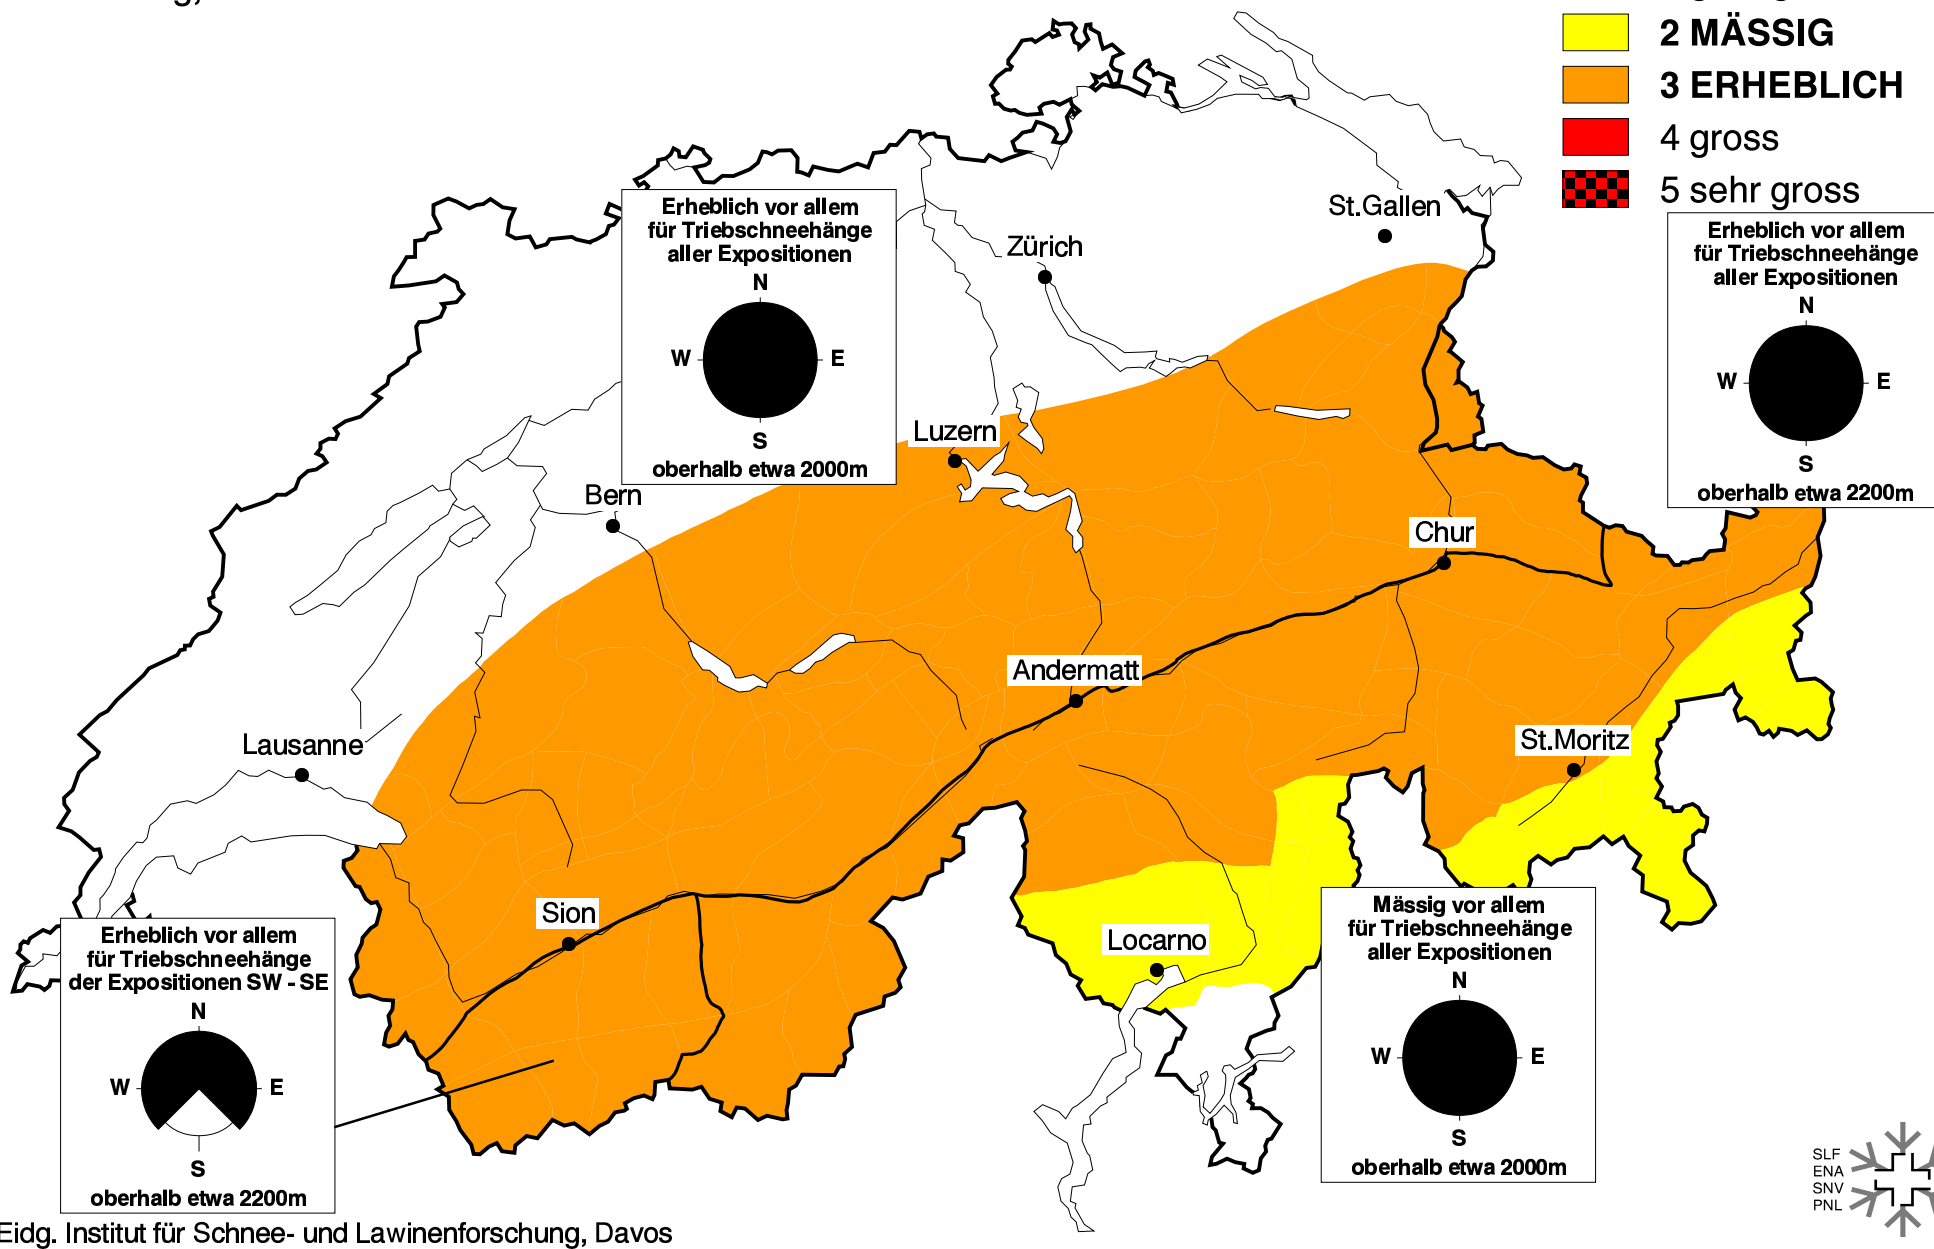 2 MÄSSIG
3 ERHEBLICH
4 gross
5 sehr gross
Erheblich vor allem
für Triebschneehänge
aller Expositionen
N
W
E
S
oberhalb etwa 2000m
Erheblich vor allem
für Triebschneehänge
aller Expositionen
N
W
E
S
oberhalb etwa 2200m
St.Gallen
Zürich
Luzern
Bern
Chur
Andermatt
St.Moritz
Lausanne
Sion
Locarno
Erheblich vor allem
für Triebschneehänge
der Expositionen SW - SE
N
W
E
S
oberhalb etwa 2200m
Mässig vor allem
für Triebschneehänge
aller Expositionen
N
W
E
S
oberhalb etwa 2000m
SLF
ENA
SNV
PNL
Eidg. Institut für Schnee- und Lawinenforschung, Davos